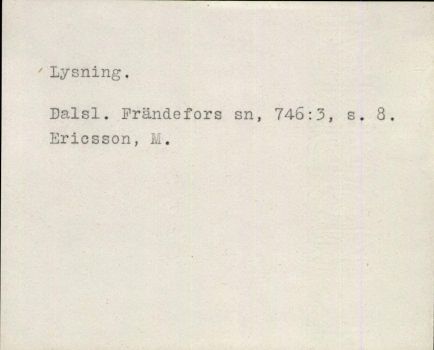 Lysning.
Dalsl. Frändefors sn, 746:3, s. 8.
Ericsson, M.